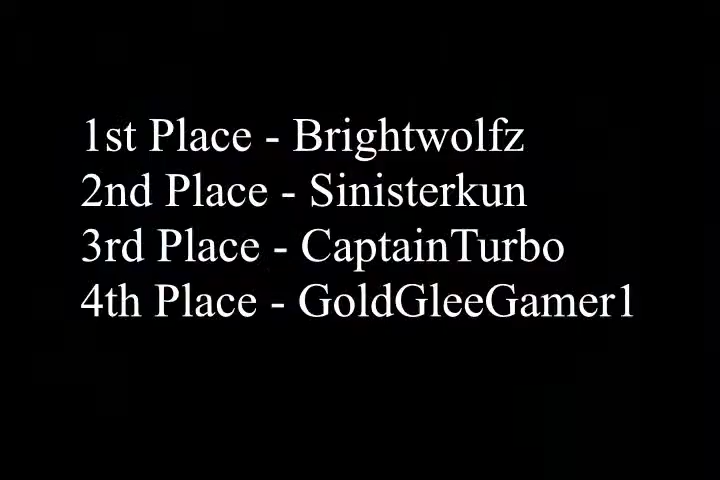 1st Place - Brightwolfz
2nd Place - Sinisterkun
3rd Place - CaptainTurbo
4th Place - GoldGleeGamer1